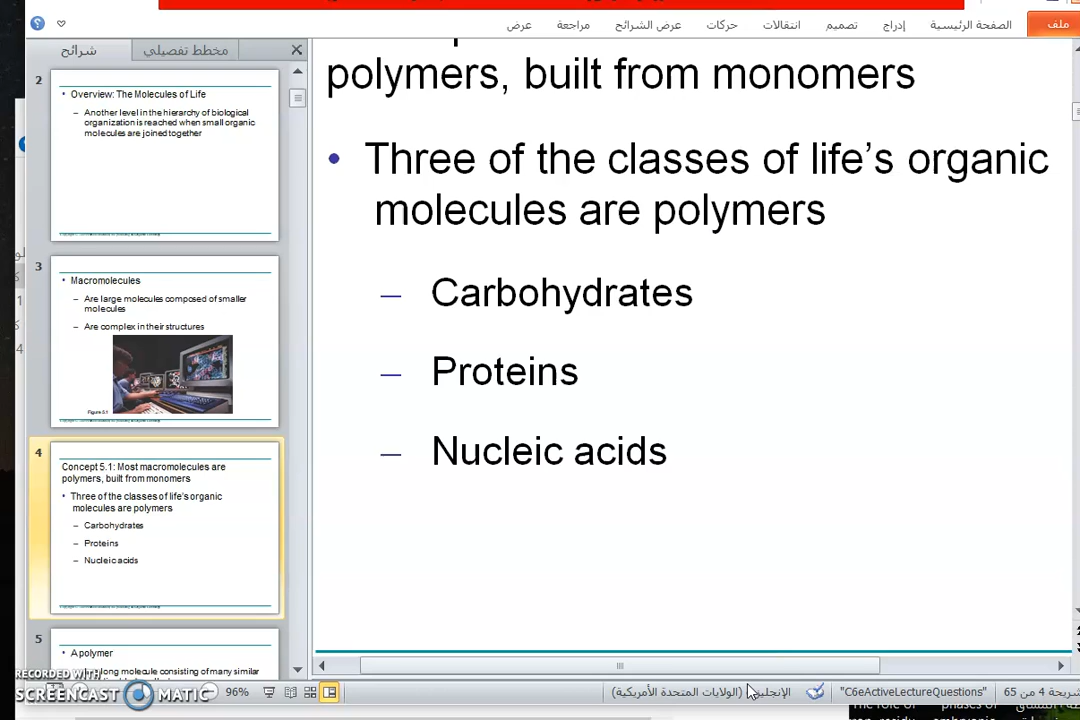 ملف
الصفحة الرئيسية
إدراج
تصميم
انتقالات
حركات
عرض الشرائح
مراجعة
عرض
شرائح
مخطط تفصيلي
2
• Overview: The Molecules of Life
– Another level in the hierarchy of biological
organization is reached when small organic
molecules are joined together
3
• Macromolecules
– Are large molecules composed of smaller
molecules
– Are complex in their structures
Figure 5.1
4
Concept 5.1: Most macromolecules are
polymers, built from monomers
• Three of the classes of life's organic
molecules are polymers
– Carbohydrates
– Proteins
– Nucleic acids
5
• A polymer
long molecule consisting of many similar
polymers, built from monomers
• Three of the classes of life’s organic
molecules are polymers
– Carbohydrates
– Proteins
– Nucleic acids
RECORDED WITH
SCREENCAST MATIC
96%
(الولايات المتحدة الأمريكية)
"C6eActiveLectureQuestions"
شريحة 4 من 65